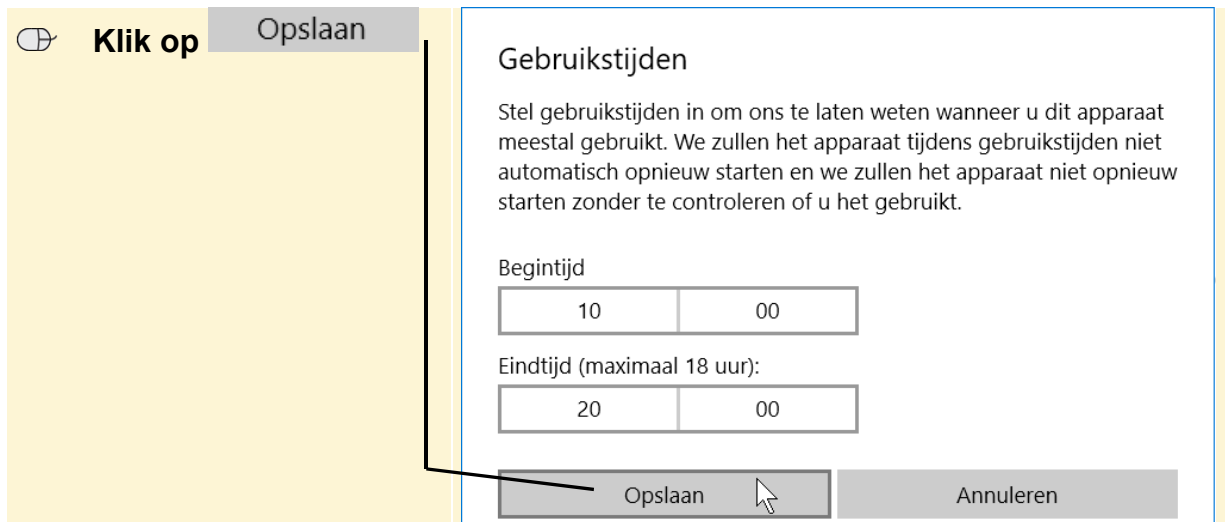 Klik op Opslaan
Gebruikstijden
Stel gebruikstijden in om ons te laten weten wanneer u dit apparaat
meestal gebruikt. We zullen het apparaat tijdens gebruikstijden niet
automatisch opnieuw starten en we zullen het apparaat niet opnieuw
starten zonder te controleren of u het gebruikt.
Begintijd
10 00
Eindtijd (maximaal 18 uur):
20 00
Opslaan Annuleren